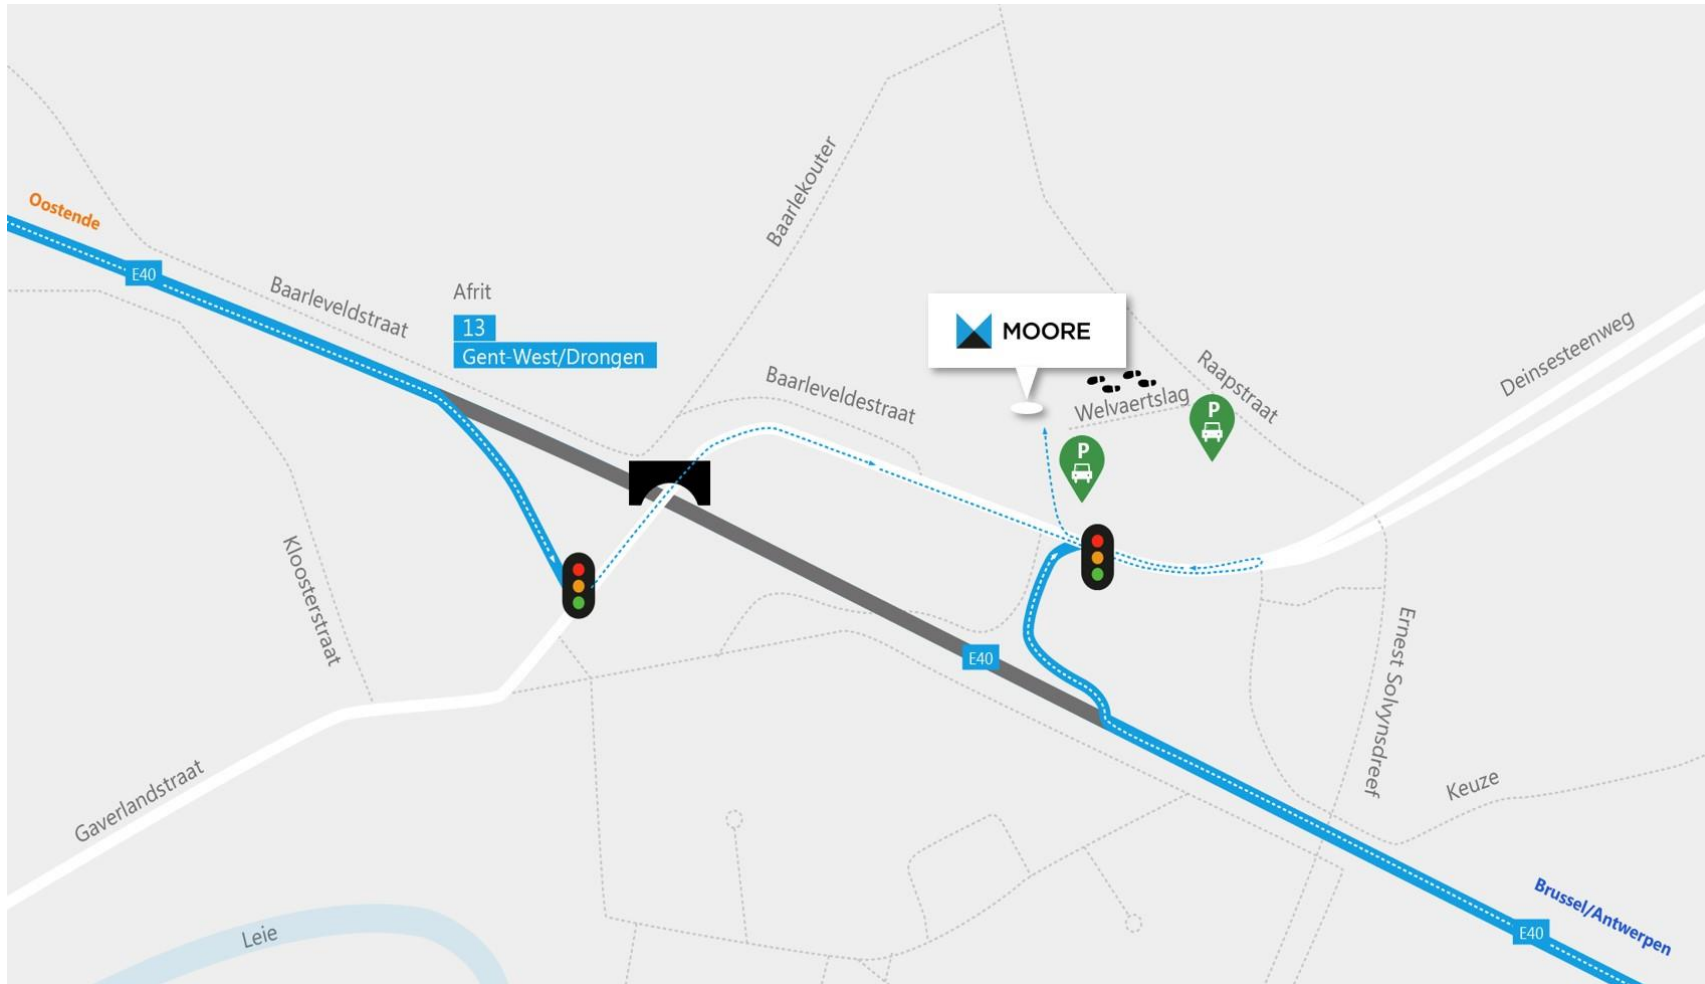 Oostende
E40
Baarleveldstraat
Afrit
13
Gent-West/Drongen
Baarlekouter
MOORE
Baarleveldestraat
Welvaertslag
Raapstraat
P
P
Deinsesteenweg
Kloosterstraat
E40
Ernest Solvynsdreef
Gaverlandstraat
Keuze
Leie
Brussel/Antwerpen
E40